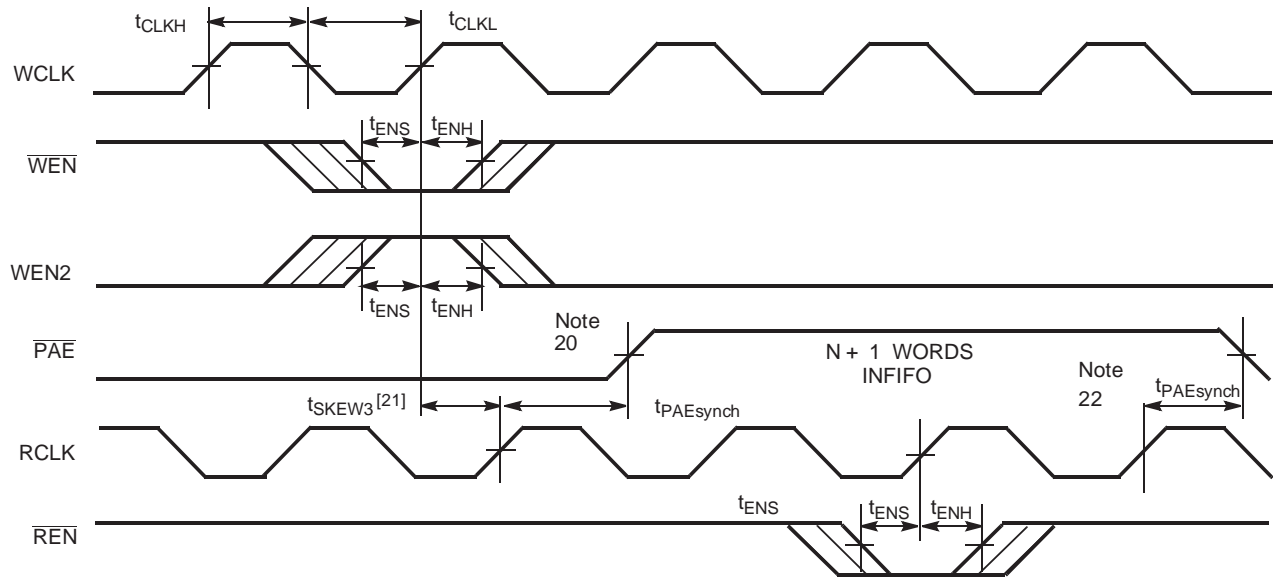 tCLKH
tCLKL
WCLK
tENS tENH
WEN
WEN2
tENS tENH
Note
20
PAE
N + 1 WORDS
INFIFO
Note
22
tPAEsynch
tSKEW3 [21]
tPAEsynch
RCLK
tENS
tENS tENH
REN